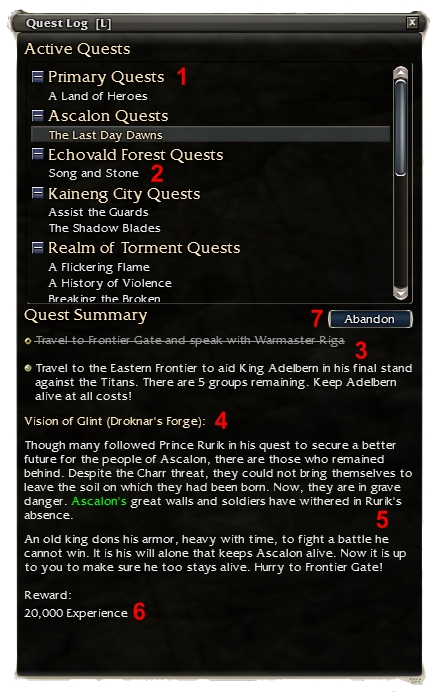 Quest Log [L]
Active Quests
Primary Quests 1
A Land of Heroes
Ascalon Quests
The Last Day Dawns
Echovald Forest Quests
Song and Stone 2
Kaineng City Quests
Assist the Guards
The Shadow Blades
Realm of Torment Quests
A Flickering Flame
A History of Violence
Breaking the Broken
Quest Summary 7 Abandon
Travel to Frontier Gate and speak with Warmaster Riga 3
Travel to the Eastern Frontier to aid King Adelbern in his final stand
against the Titans. There are 5 groups remaining. Keep Adelbern
alive at all costs!
Vision of Glint (Droknar's Forge): 4
Though many followed Prince Rurik in his quest to secure a better
future for the people of Ascalon, there are those who remained
behind. Despite the Charr threat, they could not bring themselves to
leave the soil on which they had been born. Now, they are in grave
danger. Ascalon's great walls and soldiers have withered in Rurik's
absence. 5
An old king dons his armor, heavy with time, to fight a battle he
cannot win. It is his will alone that keeps Ascalon alive. Now it is up
to you to make sure he too stays alive. Hurry to Frontier Gate!
Reward:
20,000 Experience 6